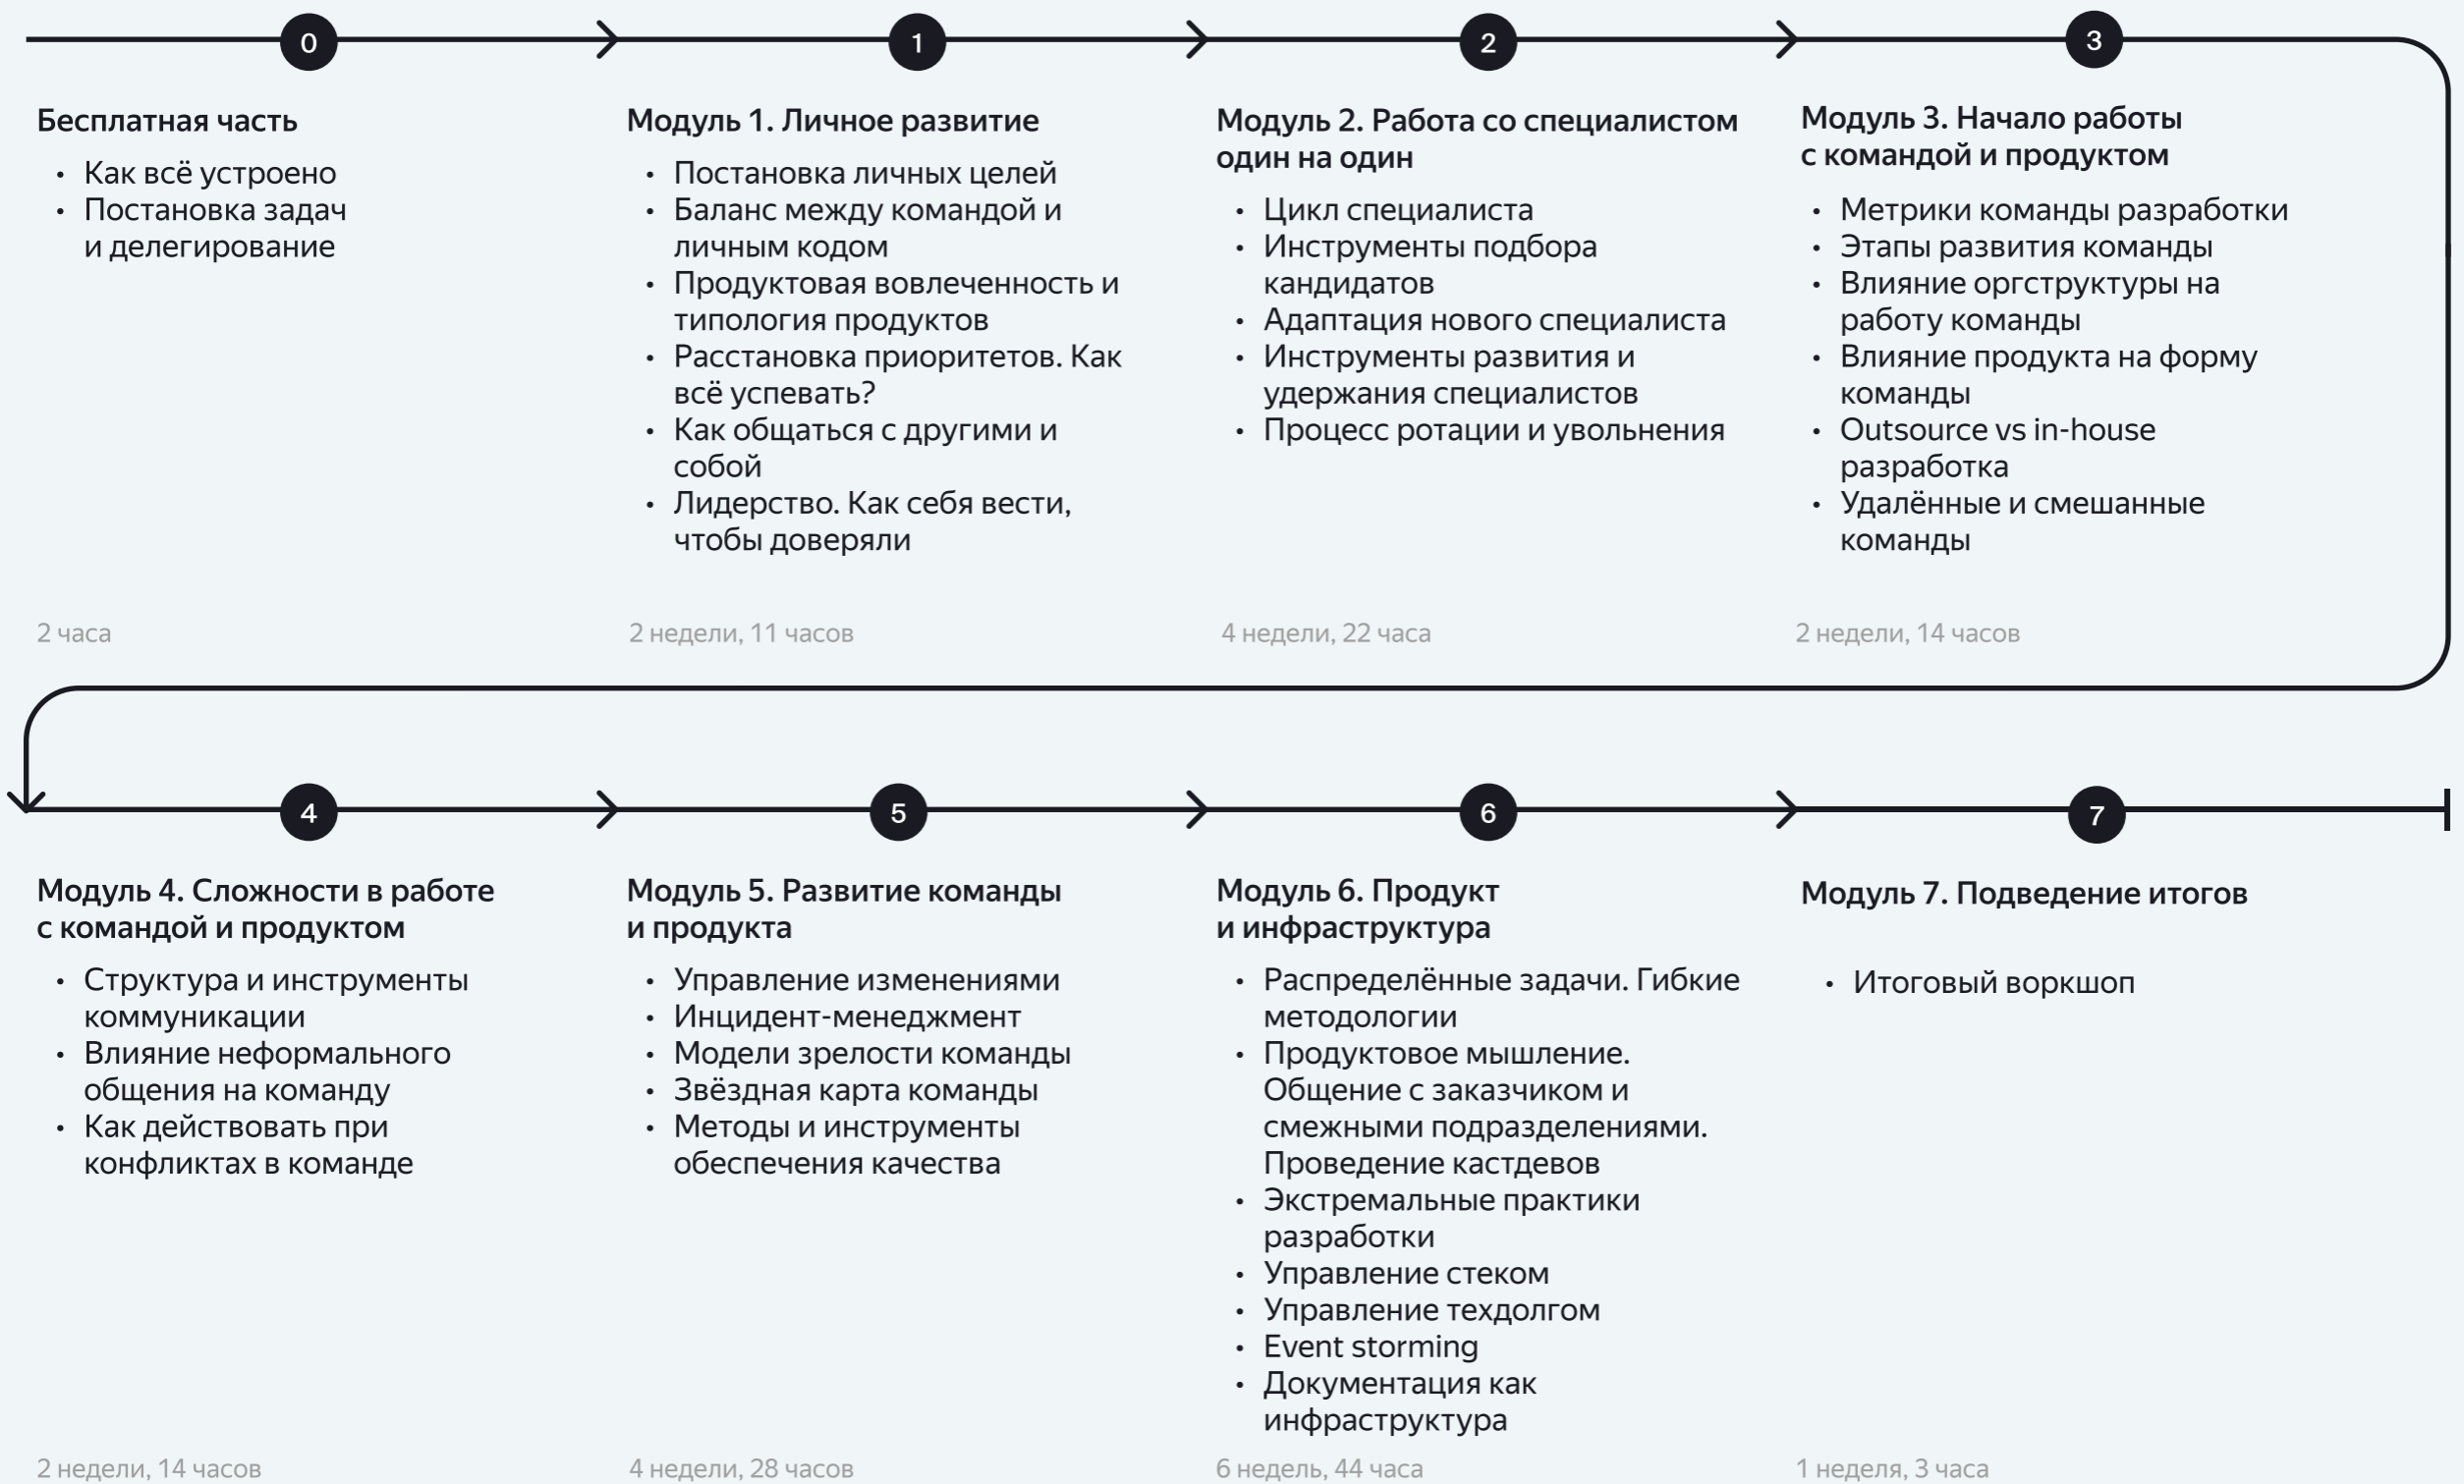 0
Бесплатная часть
• Как всё устроено
• Постановка задач
и делегирование
2 часа
1
Модуль 1. Личное развитие
• Постановка личных целей
• Баланс между командой и
личным кодом
• Продуктовая вовлеченность и
типология продуктов
• Расстановка приоритетов. Как
всё успевать?
• Как общаться с другими и
собой
• Лидерство. Как себя вести,
чтобы доверяли
2 недели, 11 часов
2
Модуль 2. Работа со специалистом
один на один
• Цикл специалиста
• Инструменты подбора
кандидатов
• Адаптация нового специалиста
• Инструменты развития и
удержания специалистов
• Процесс ротации и увольнения
4 недели, 22 часа
3
Модуль 3. Начало работы
с командой и продуктом
• Метрики команды разработки
• Этапы развития команды
• Влияние оргструктуры на
работу команды
• Влияние продукта на форму
команды
• Outsource vs in-house
разработка
• Удалённые и смешанные
команды
2 недели, 14 часов
4
Модуль 4. Сложности в работе
с командой и продуктом
• Структура и инструменты
коммуникации
• Влияние неформального
общения на команду
• Как действовать при
конфликтах в команде
2 недели, 14 часов
5
Модуль 5. Развитие команды
и продукта
• Управление изменениями
• Инцидент-менеджмент
• Модели зрелости команды
• Звёздная карта команды
• Методы и инструменты
обеспечения качества
4 недели, 28 часов
6
Модуль 6. Продукт
и инфраструктура
• Распределённые задачи. Гибкие
методологии
• Продуктовое мышление.
Общение с заказчиком и
смежными подразделениями.
Проведение кастдевов
• Экстремальные практики
разработки
• Управление стеком
• Управление техдолгом
• Event storming
• Документация как
инфраструктура
6 недель, 44 часа
7
Модуль 7. Подведение итогов
• Итоговый воркшоп
1 неделя, 3 часа